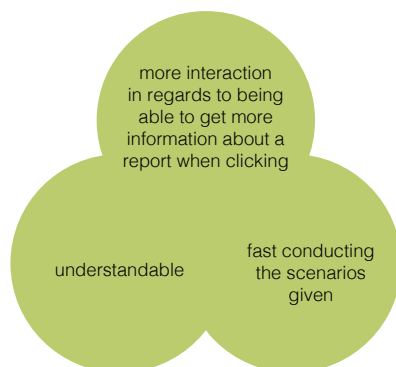 more interaction
in regards to being
able to get more
information about a
report when clicking
understandable
fast conducting
the scenarios
given